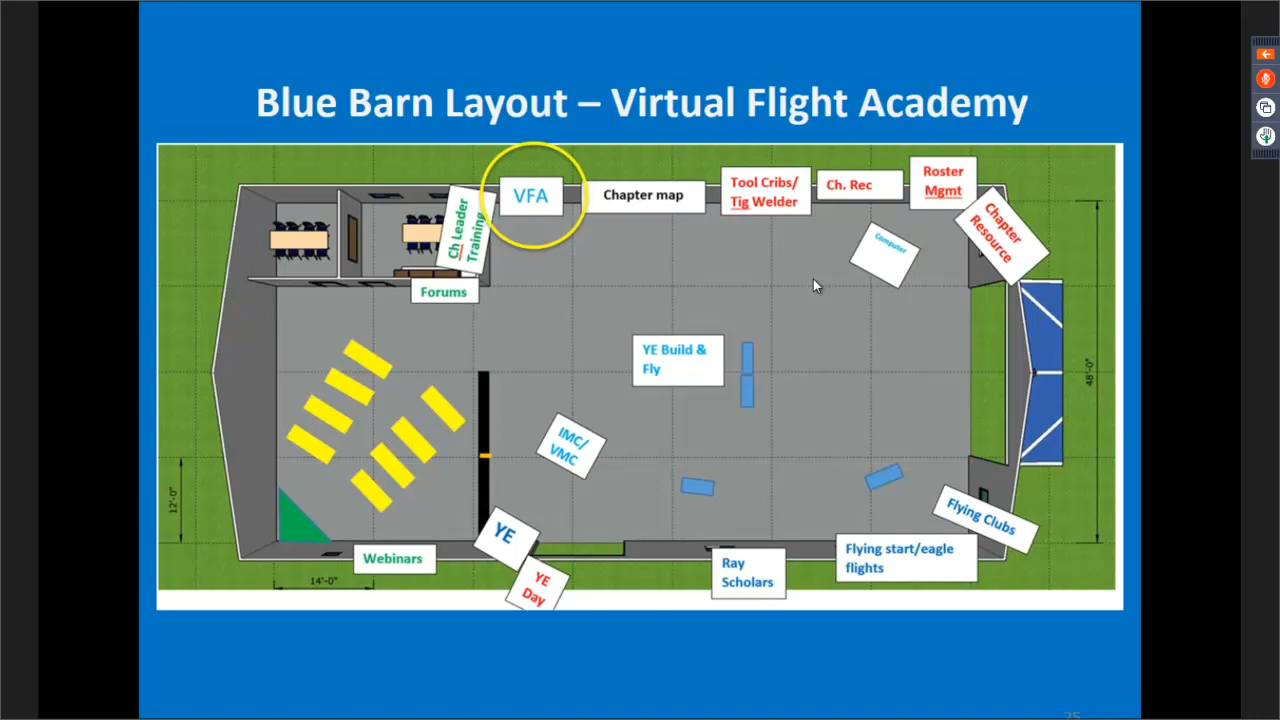 Blue Barn Layout – Virtual Flight Academy
VFA
Chapter map
Tool Cribs/
Tig Welder
Ch. Rec
Roster
Mgmt
Chapter
Resource
Ch Leader
Training
Computer
Forums
YE Build &
Fly
48'-0"
IMC/
VMC
12'-0"
Flying Clubs
YE
Webinars
Flying start/eagle
flights
Ray
Scholars
YE
Day
14'-0"